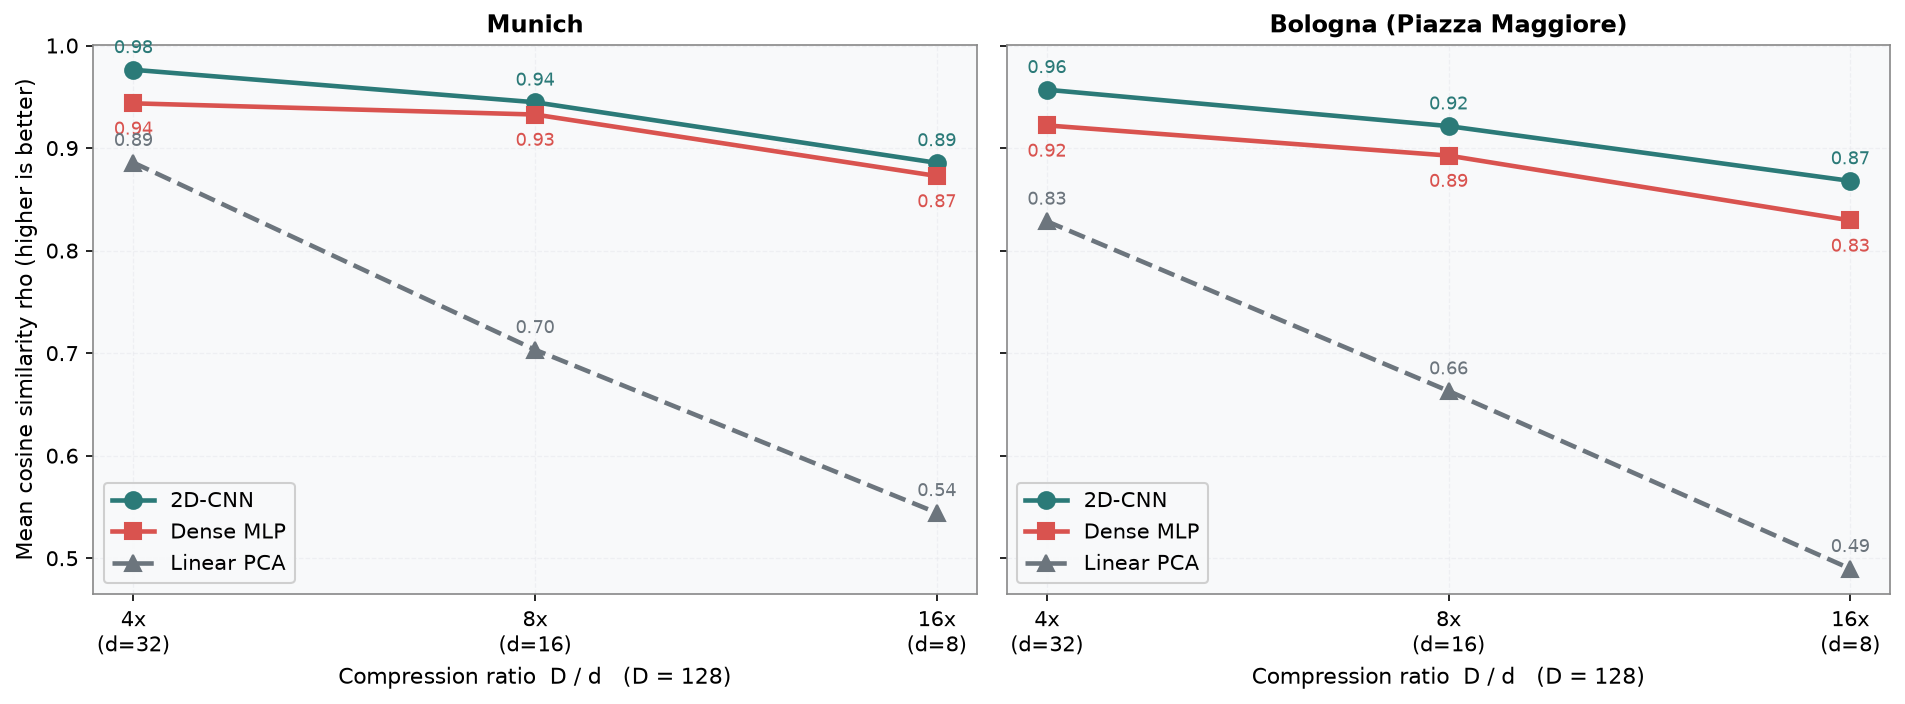 Munich
Mean cosine similarity rho (higher is better)
1.0
0.9
0.8
0.7
0.6
0.5
0.98
0.94
0.89
0.94
0.93
0.89
0.87
0.89
0.70
0.54
2D-CNN
Dense MLP
Linear PCA
4x
(d=32)
8x
(d=16)
16x
(d=8)
Compression ratio D / d (D = 128)
Bologna (Piazza Maggiore)
0.96
0.92
0.87
0.92
0.89
0.83
0.83
0.66
0.49
2D-CNN
Dense MLP
Linear PCA
4x
(d=32)
8x
(d=16)
16x
(d=8)
Compression ratio D / d (D = 128)